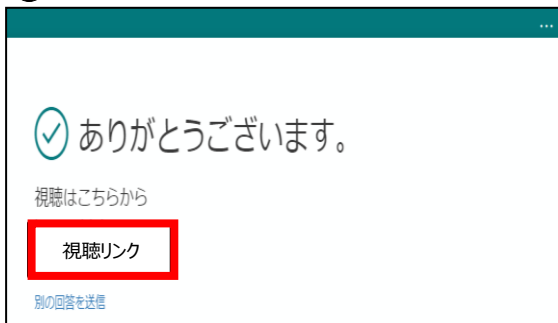 ありがとうございます。
視聴はこちらから
視聴リンク
別の回答を送信